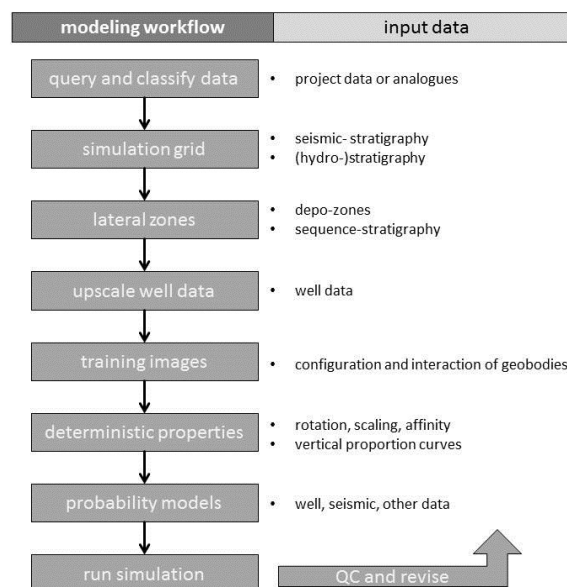 modeling workflow
input data
query and classify data
• project data or analogues
simulation grid
• seismic- stratigraphy
• (hydro-)stratigraphy
lateral zones
• depo-zones
• sequence-stratigraphy
upscale well data
• well data
training images
• configuration and interaction of geobodies
deterministic properties
• rotation, scaling, affinity
• vertical proportion curves
probability models
• well, seismic, other data
run simulation
QC and revise